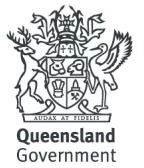 AUDAX AT FIDELIS
Queensland
Government